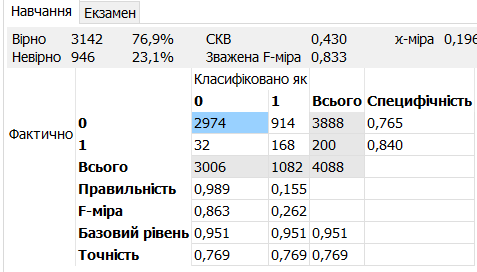 Навчання Екзамен
Вірно 3142 76,9% СКВ 0,430 κ-міра 0,196
Невірно 946 23,1% Зважена F-міра 0,833
Класифіковано як
0 1 Всього Специфічність
Фактично 0 2974 914 3888 0,765
1 32 168 200 0,840
Всього 3006 1082 4088
Правильність 0,989 0,155
F-міра 0,863 0,262
Базовий рівень 0,951 0,951 0,951
Точність 0,769 0,769 0,769